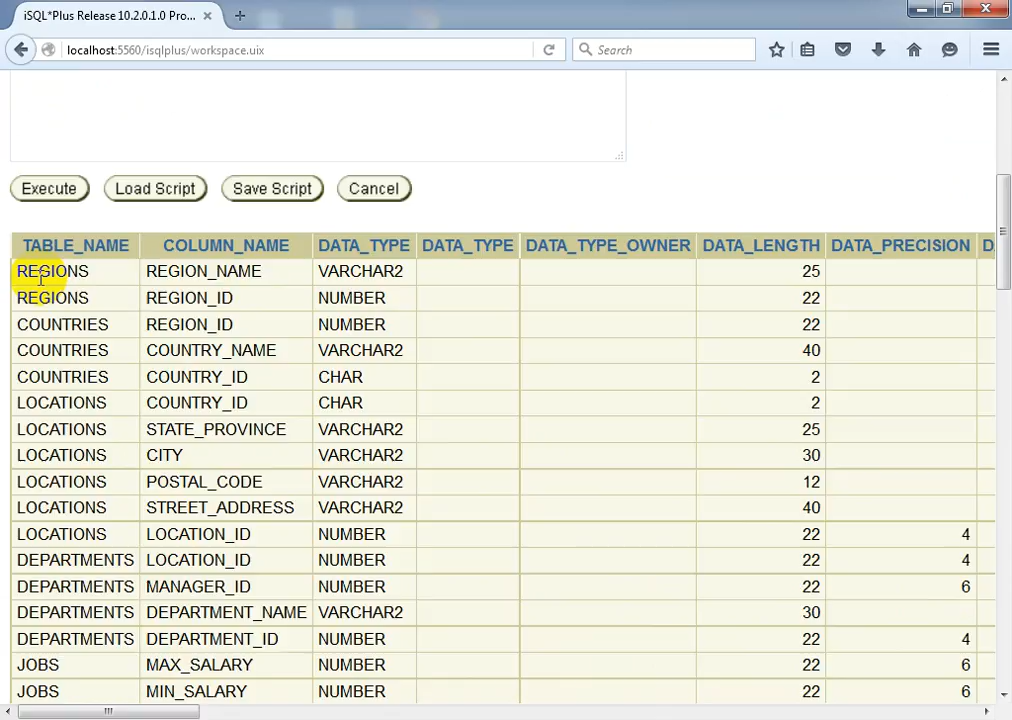 iSQL*Plus Release 10.2.0.1.0 Pro...
localhost:5560/isqlplus/workspace.uix
Search
Execute Load Script Save Script Cancel
TABLE_NAME COLUMN_NAME DATA_TYPE DATA_TYPE DATA_TYPE_OWNER DATA_LENGTH DATA_PRECISION
REGIONS REGION_NAME VARCHAR2 25
REGIONS REGION_ID NUMBER 22
COUNTRIES REGION_ID NUMBER 22
COUNTRIES COUNTRY_NAME VARCHAR2 40
COUNTRIES COUNTRY_ID CHAR 2
LOCATIONS COUNTRY_ID CHAR 2
LOCATIONS STATE_PROVINCE VARCHAR2 25
LOCATIONS CITY VARCHAR2 30
LOCATIONS POSTAL_CODE VARCHAR2 12
LOCATIONS STREET_ADDRESS VARCHAR2 40
LOCATIONS LOCATION_ID NUMBER 22 4
DEPARTMENTS LOCATION_ID NUMBER 22 4
DEPARTMENTS MANAGER_ID NUMBER 22 6
DEPARTMENTS DEPARTMENT_NAME VARCHAR2 30
DEPARTMENTS DEPARTMENT_ID NUMBER 22 4
JOBS MAX_SALARY NUMBER 22 6
JOBS MIN_SALARY NUMBER 22 6